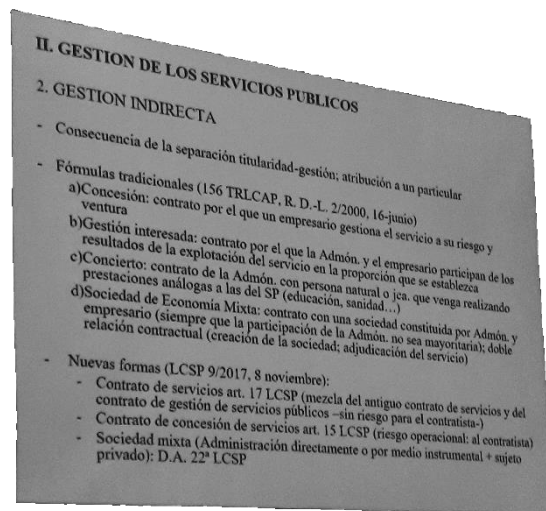 II. GESTION DE LOS SERVICIOS PUBLICOS
2. GESTION INDIRECTA
- Consecuencia de la separación titularidad-gestión; atribución a un particular
- Fórmulas tradicionales (156 TRLCAP, R. D.-L. 2/2000, 16-junio)
a)Concesión: contrato por el que un empresario gestiona el servicio a su riesgo y
ventura
b)Gestión interesada: contrato por el que la Admón. y el empresario participan de los
resultados de la explotación del servicio en la proporción que se establezca
c)Concierto: contrato de la Admón. con persona natural o jca. que venga realizando
prestaciones análogas a las del SP (educación, sanidad...)
d)Sociedad de Economía Mixta: contrato con una sociedad constituida por Admón. y
empresario (siempre que la participación de la Admón. no sea mayoritaria); doble
relación contractual (creación de la sociedad; adjudicación del servicio)
- Nuevas formas (LCSP 9/2017, 8 noviembre):
- Contrato de servicios art. 17 LCSP (mezcla del antiguo contrato de servicios y del
contrato de gestión de servicios públicos –sin riesgo para el contratista-)
- Contrato de concesión de servicios art. 15 LCSP (riesgo operacional: al contratista)
- Sociedad mixta (Administración directamente o por medio instrumental + sujeto
privado): D.A. 22ª LCSP